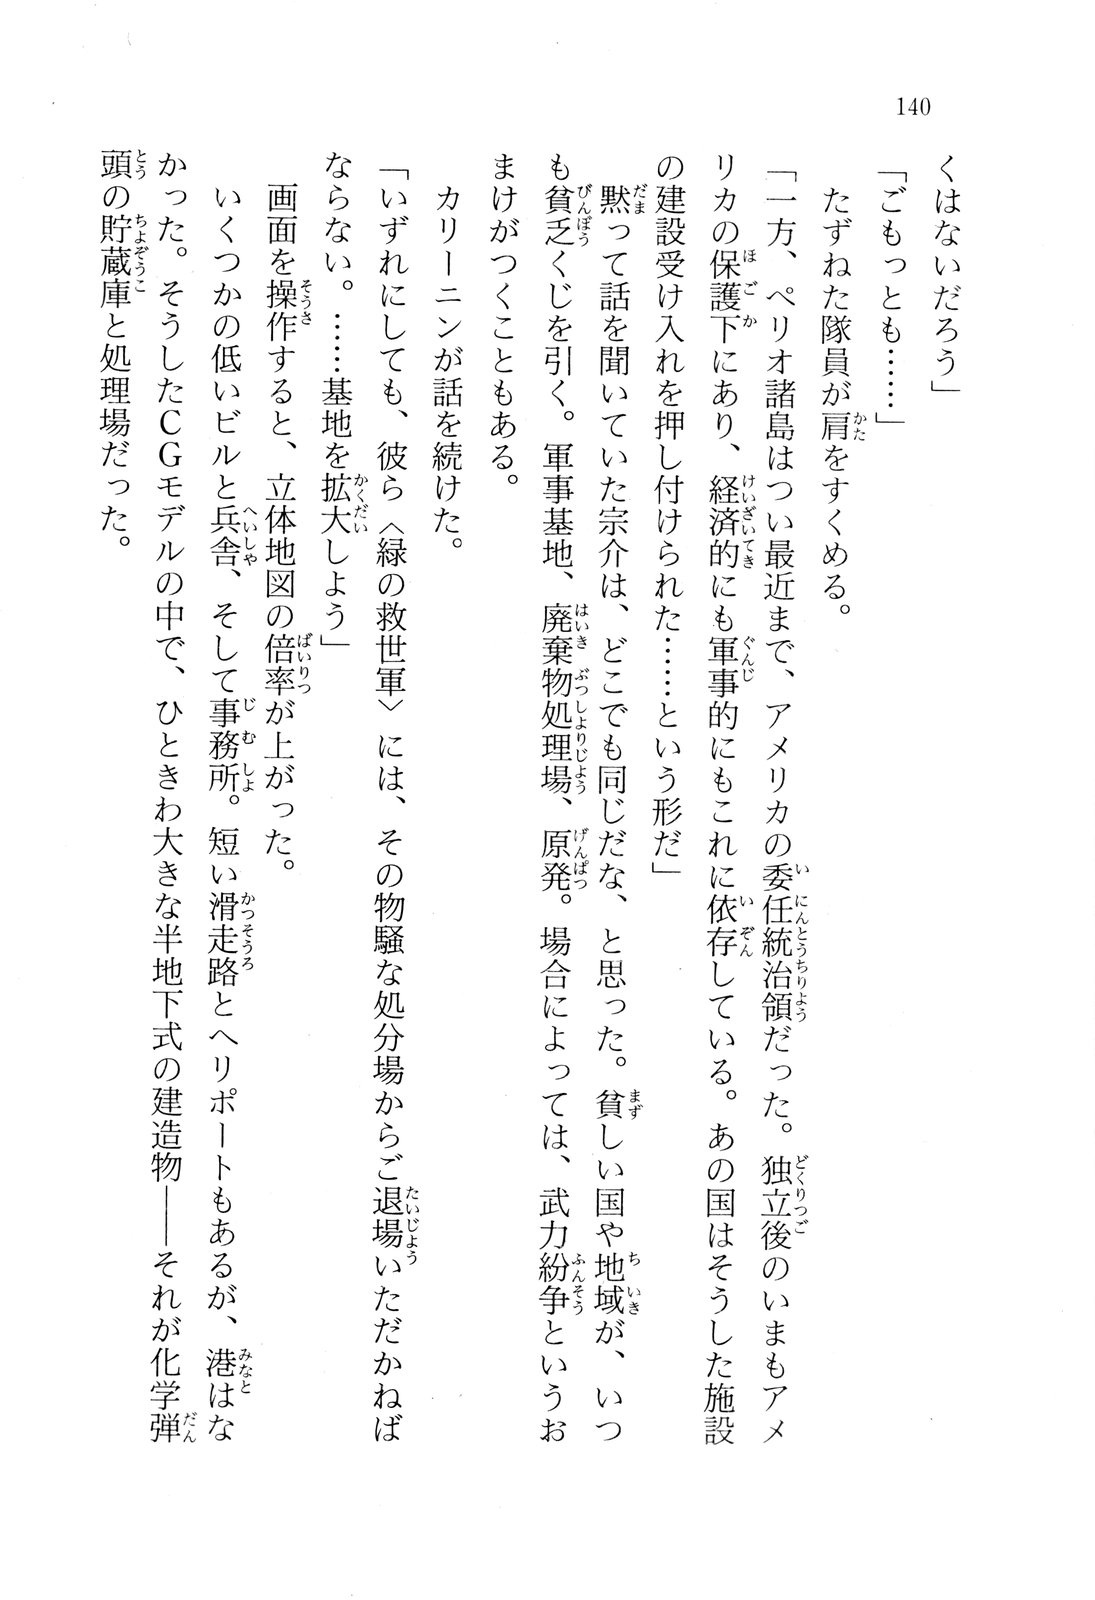 140
くはないだろう」
「ごもっとも……」
たずねた隊員が肩をすくめる。
「一方、ペリオ諸島はつい最近まで、アメリカの委任統治領だった。独立後のいまもアメ
リカの保護下にあり、経済的にも軍事的にもこれに依存している。あの国はそうした施設
の建設受け入れを押し付けられた……という形だ」
黙って話を聞いていた宗介は、どこでも同じだな、と思った。貧しい国や地域が、いつ
も貧乏くじを引く。軍事基地、廃棄物処理場、原発。場合によっては、武力紛争というお
まけがつくこともある。
カリーニンが話を続けた。
「いずれにしても、彼ら〈緑の救世軍〉には、その物騒な処分場からご退場いただかねば
ならない。……基地を拡大しよう」
画面を操作すると、立体地図の倍率が上がった。
いくつかの低いビルと兵舎、そして事務所。短い滑走路とヘリポートもあるが、港はな
かった。そうしたCGモデルの中で、ひときわ大きな半地下式の建造物――それが化学弾
頭の貯蔵庫と処理場だった。